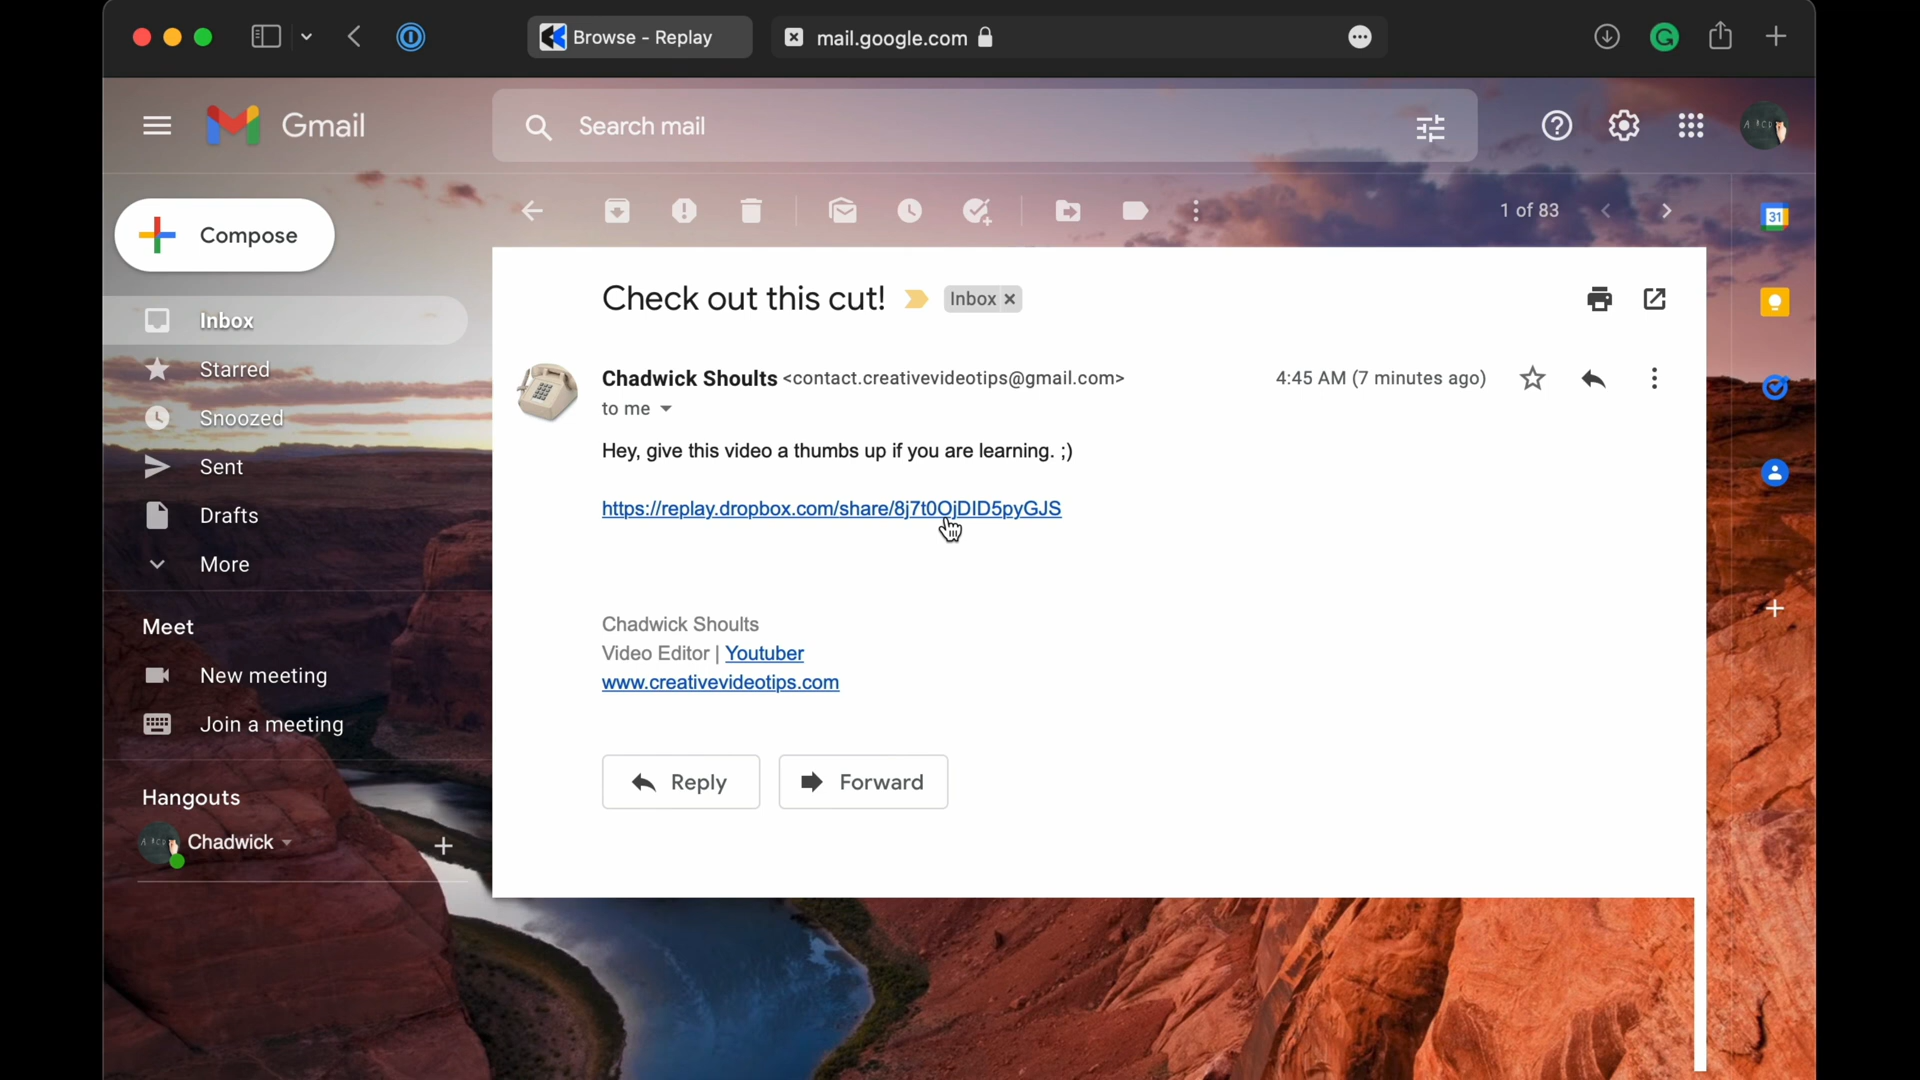 Browse - Replay
mail.google.com
Gmail
Search mail
Compose
1 of 83
31
Inbox
Starred
Snoozed
Sent
Drafts
More
Meet
New meeting
Join a meeting
Hangouts
Chadwick
Check out this cut!
Inbox
Chadwick Shoults <contact.creativevideotips@gmail.com>
4:45 AM (7 minutes ago)
to me
Hey, give this video a thumbs up if you are learning. ;)
https://replay.dropbox.com/share/8j7t0OjDID5pyGJS
Chadwick Shoults
Video Editor | Youtuber
www.creativevideotips.com
Reply
Forward